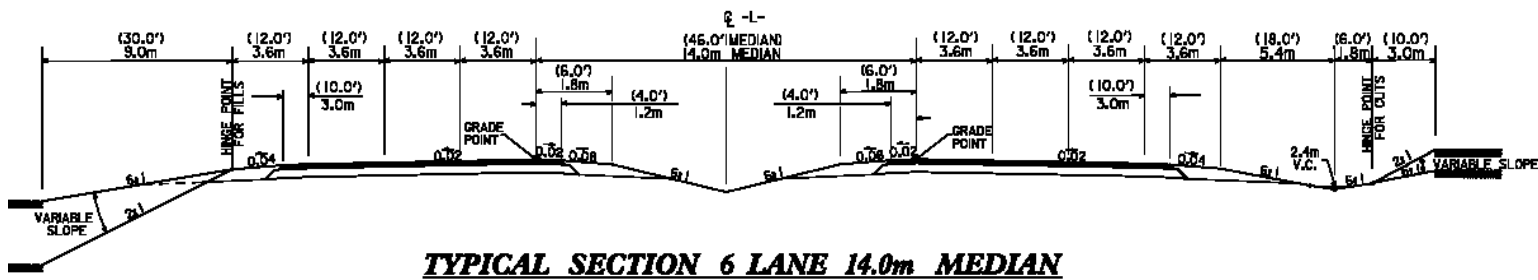 ℄ -L-
(30.0') (12.0') (12.0') (12.0') (12.0') (46.0' MEDIAN) (12.0') (12.0') (12.0') (12.0') (18.0') (6.0') (10.0')
9.0m 3.6m 3.6m 3.6m 3.6m 14.0m MEDIAN 3.6m 3.6m 3.6m 3.6m 5.4m 1.8m 3.0m
(6.0') (6.0')
1.8m 1.8m
(10.0') (4.0') (4.0') (10.0')
3.0m 1.2m 1.2m 3.0m
HINGE POINT
FOR FILLS
GRADE
POINT
GRADE
POINT
HINGE POINT
FOR CUTS
0.04 0.02 0.02 0.08 0.08 0.02 0.02 0.04
2.4m
V.C.
6:1 6:1 6:1 6:1 6:1 2:1
VARIABLE
SLOPE
2:1
VARIABLE SLOPE
TYPICAL SECTION 6 LANE 14.0m MEDIAN